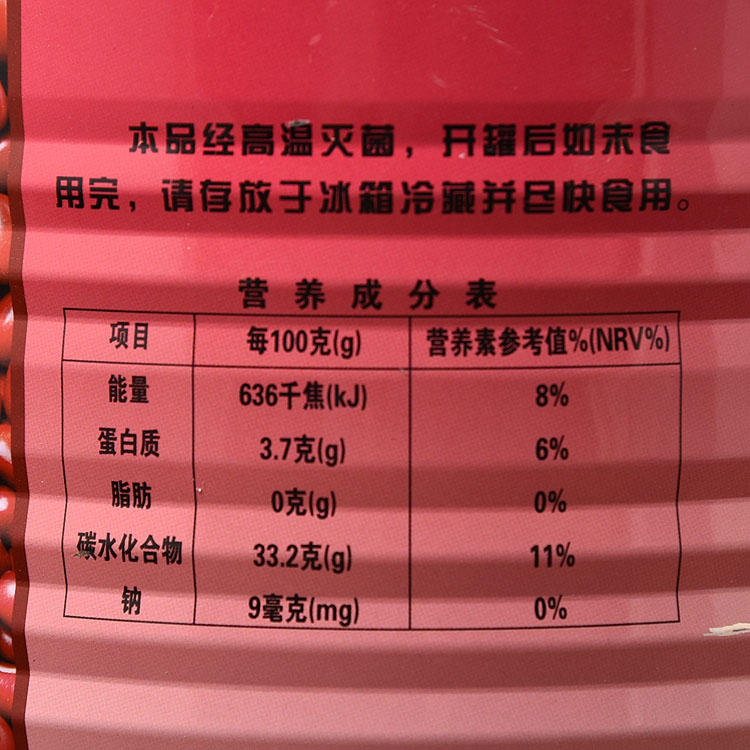 本品经高温灭菌，开罐后如未食
用完，请存放于冰箱冷藏并尽快食用。
营养成分表
项目 每100克(g) 营养素参考值%(NRV%)
能量 636千焦(kJ) 8%
蛋白质 3.7克(g) 6%
脂肪 0克(g) 0%
碳水化合物 33.2克(g) 11%
钠 9毫克(mg) 0%